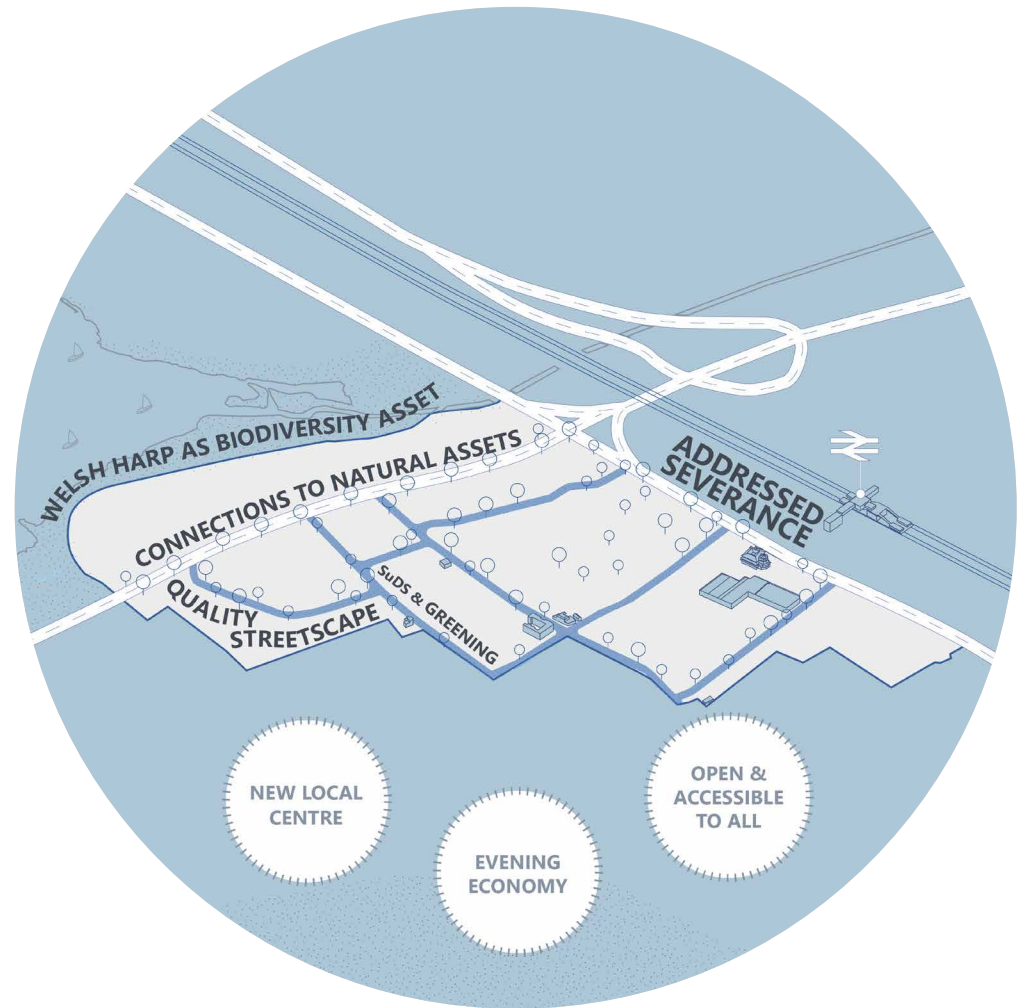 WELSH HARP AS BIODIVERSITY ASSET
CONNECTIONS TO NATURAL ASSETS
ADDRESSED
SEVERANCE
QUALITY
STREETSCAPE
SuDS & GREENING
NEW LOCAL
CENTRE
EVENING
ECONOMY
OPEN &
ACCESSIBLE
TO ALL